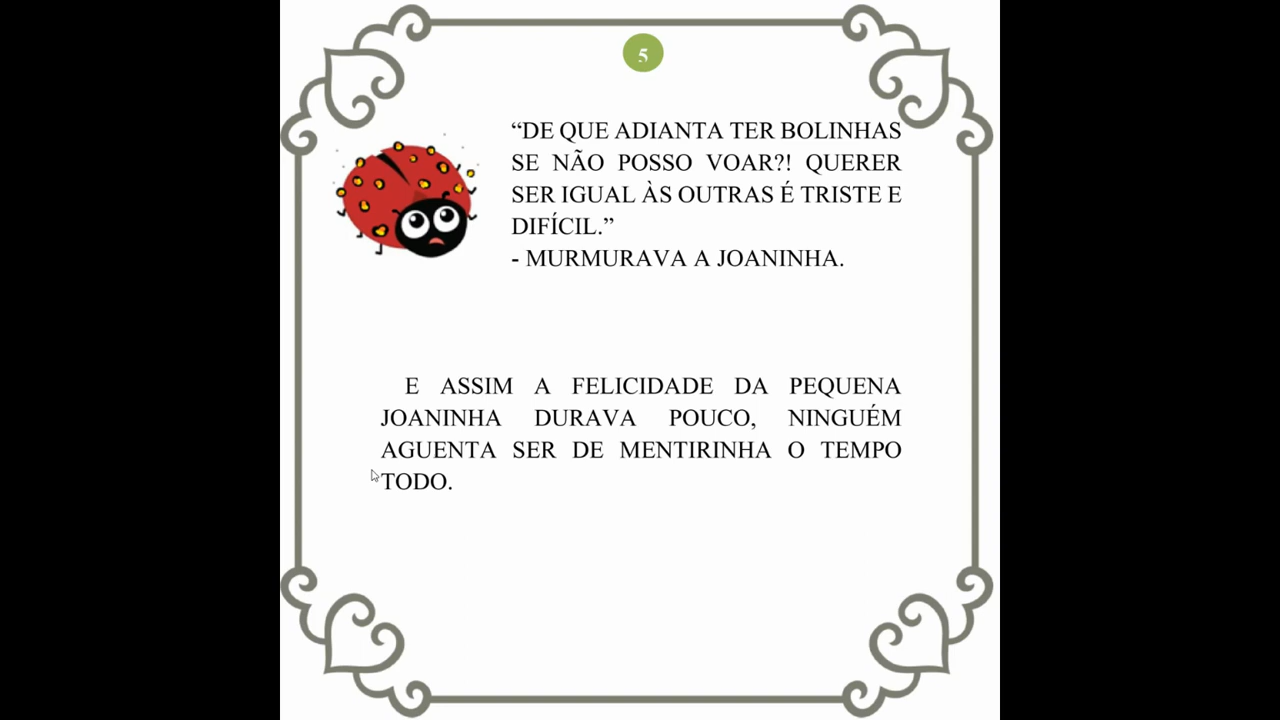 5
“DE QUE ADIANTA TER BOLINHAS
SE NÃO POSSO VOAR?! QUERER
SER IGUAL ÀS OUTRAS É TRISTE E
DIFÍCIL.”
- MURMURAVA A JOANINHA.
E ASSIM A FELICIDADE DA PEQUENA
JOANINHA DURAVA POUCO, NINGUÉM
AGUENTA SER DE MENTIRINHA O TEMPO
TODO.